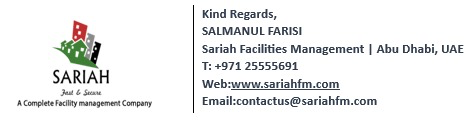 SARIAH
Fast & Secure
A Complete Facility management Company
Kind Regards,
SALMANUL FARISI
Sariah Facilities Management | Abu Dhabi, UAE
T: +971 25555691
Web:www.sariahfm.com
Email:contactus@sariahfm.com